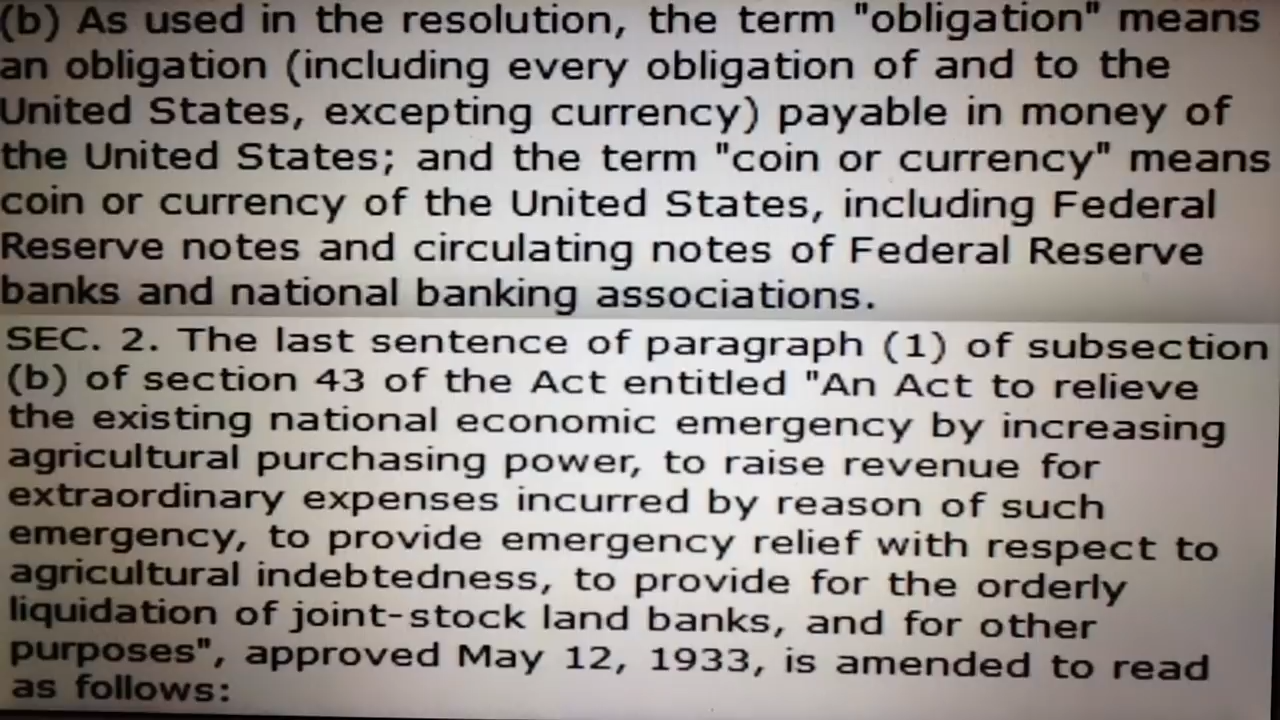 (b) As used in the resolution, the term "obligation" means
an obligation (including every obligation of and to the
United States, excepting currency) payable in money of
the United States; and the term "coin or currency" means
coin or currency of the United States, including Federal
Reserve notes and circulating notes of Federal Reserve
banks and national banking associations.
SEC. 2. The last sentence of paragraph (1) of subsection
(b) of section 43 of the Act entitled "An Act to relieve
the existing national economic emergency by increasing
agricultural purchasing power, to raise revenue for
extraordinary expenses incurred by reason of such
emergency, to provide emergency relief with respect to
agricultural indebtedness, to provide for the orderly
liquidation of joint-stock land banks, and for other
purposes", approved May 12, 1933, is amended to read
as follows: